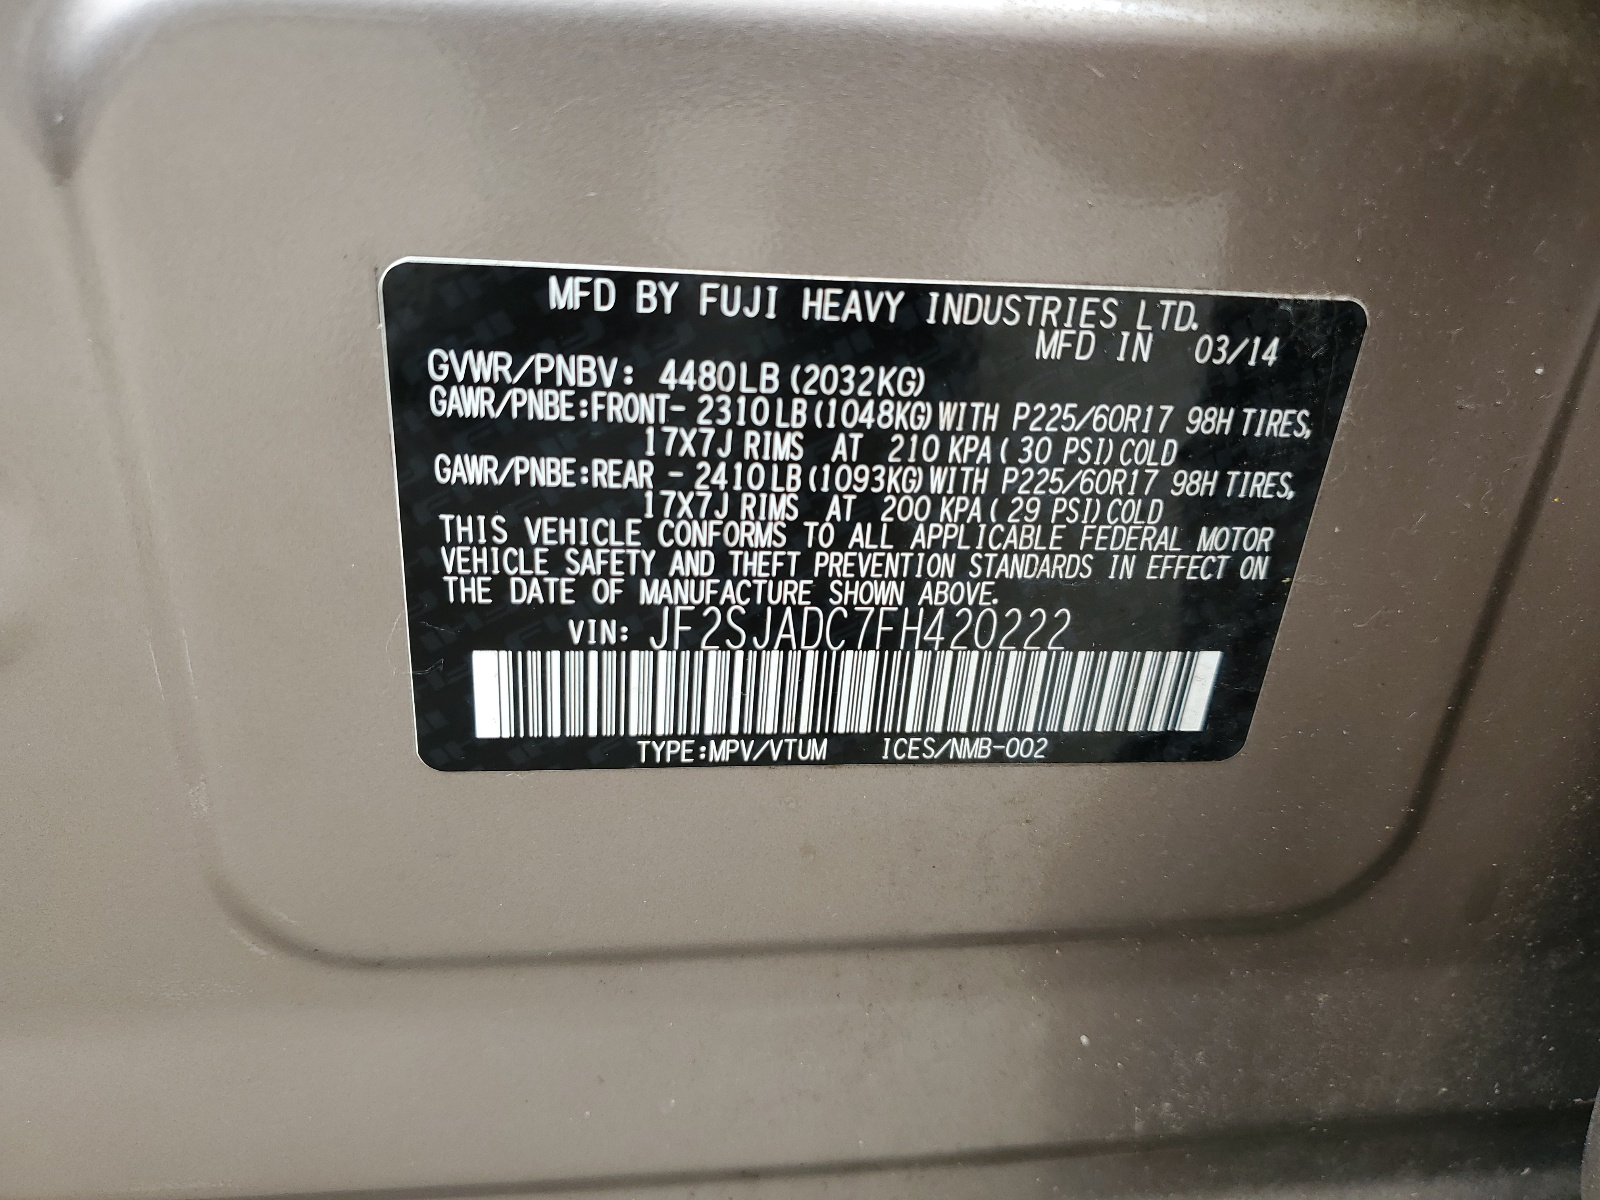 MFD BY FUJI HEAVY INDUSTRIES LTD.
MFD IN 03/14
GVWR/PNBV: 4480LB (2032KG)
GAWR/PNBE:FRONT- 2310LB(1048KG)WITH P225/60R17 98H TIRES,
17X7J RIMS AT 210 KPA( 30 PSI)COLD
GAWR/PNBE:REAR - 2410LB(1093KG)WITH P225/60R17 98H TIRES,
17X7J RIMS AT 200 KPA( 29 PSI)COLD
THIS VEHICLE CONFORMS TO ALL APPLICABLE FEDERAL MOTOR
VEHICLE SAFETY AND THEFT PREVENTION STANDARDS IN EFFECT ON
THE DATE OF MANUFACTURE SHOWN ABOVE.
VIN: JF2SJADC7FH420222
TYPE:MPV/VTUM ICES/NMB-002